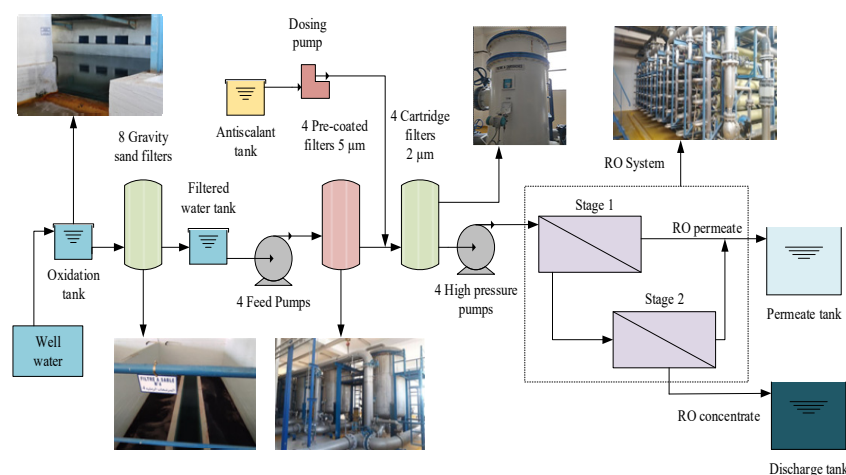 Dosing
pump
4 Cartridge
filters
2 µm
4 Pre-coated
filters 5 µm
Antiscalant
tank
8 Gravity
sand filters
RO System
Filtered
water tank
Stage 1
RO permeate
Oxidation
tank
4 Feed Pumps
4 High pressure
pumps
Stage 2
Permeate tank
Well
water
FILTRE A SABLE
RO concentrate
Discharge tank